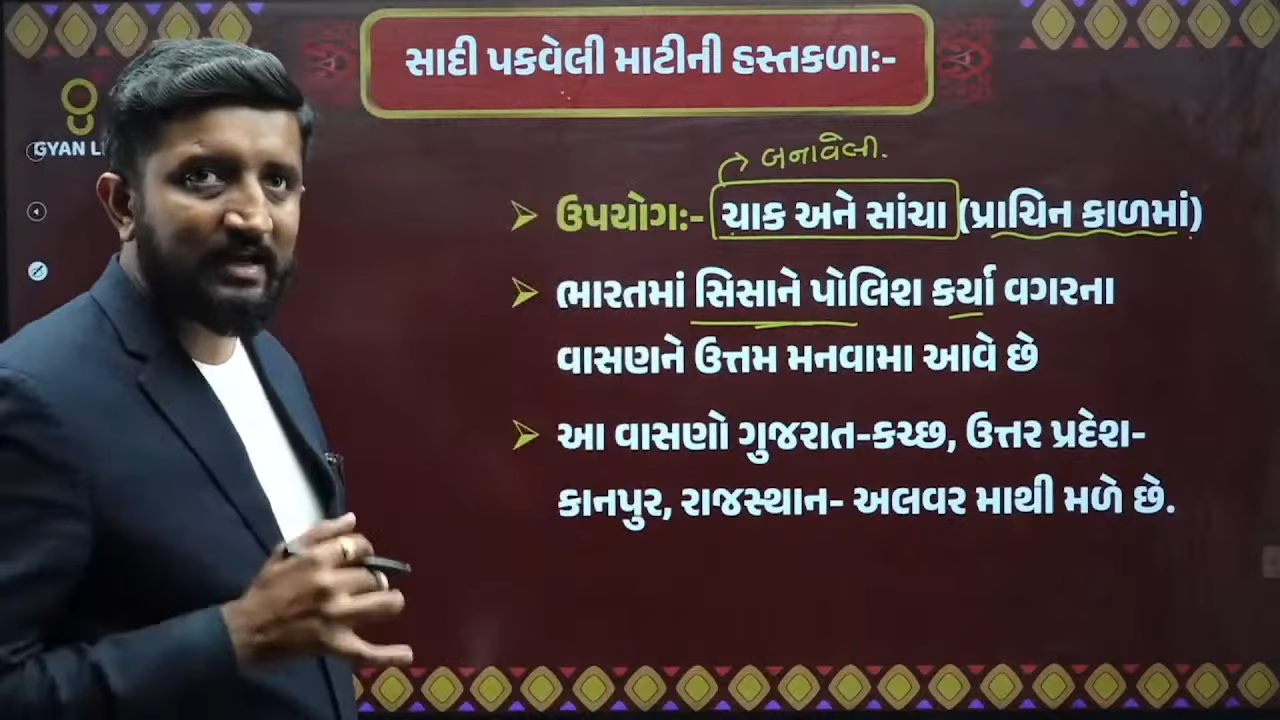 સાદી પકવેલી માટીની હસ્તકળા:-
GYAN
બનાવેલી.
ઉપયોગ:- ચાક અને સાંચા (પ્રાચિન કાળમાં)
ભારતમાં સિસાને પોલિશ કર્યા વગરના
વાસણને ઉત્તમ મનવામા આવે છે
આ વાસણો ગુજરાત-કચ્છ, ઉત્તર પ્રદેશ-
કાનપુર, રાજસ્થાન- અલવર માથી મળે છે.